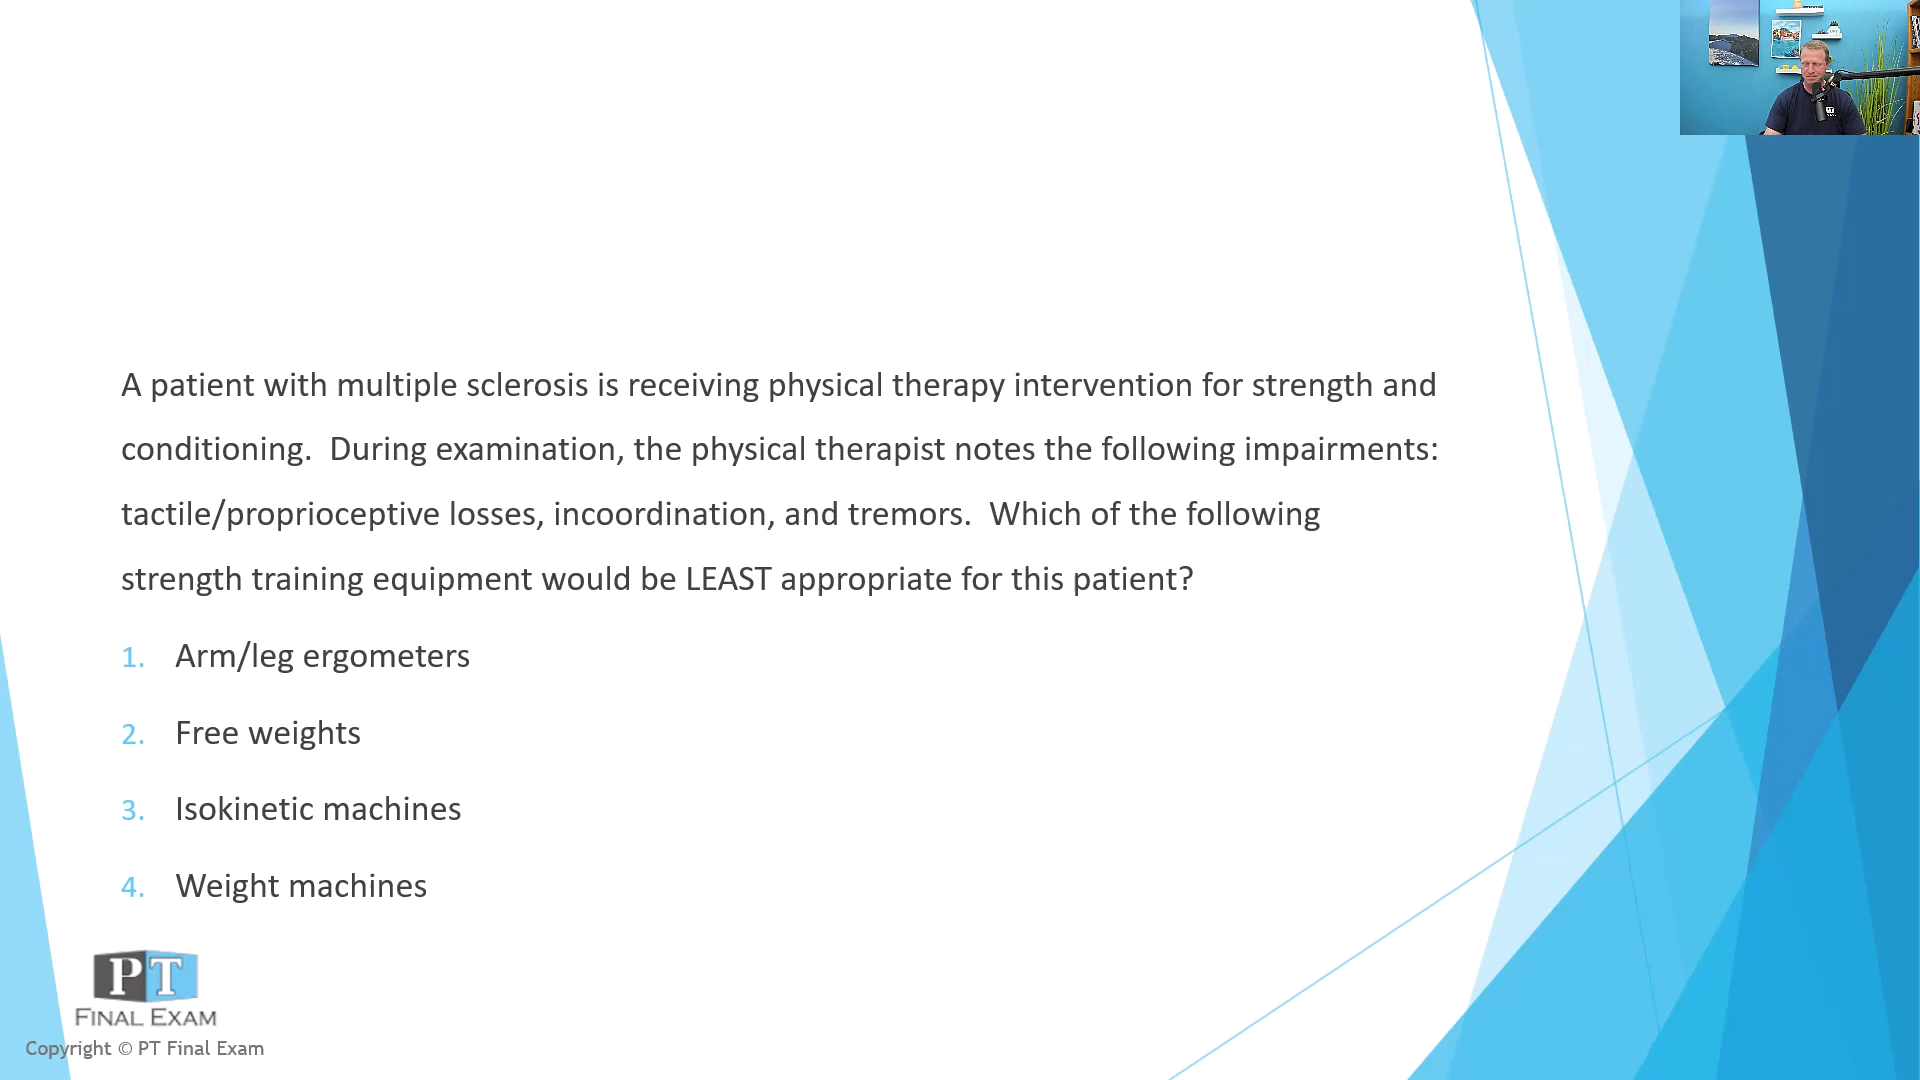 A patient with multiple sclerosis is receiving physical therapy intervention for strength and
conditioning.  During examination, the physical therapist notes the following impairments:
tactile/proprioceptive losses, incoordination, and tremors.  Which of the following
strength training equipment would be LEAST appropriate for this patient?
1. Arm/leg ergometers
2. Free weights
3. Isokinetic machines
4. Weight machines
PT
FINAL EXAM
Copyright © PT Final Exam